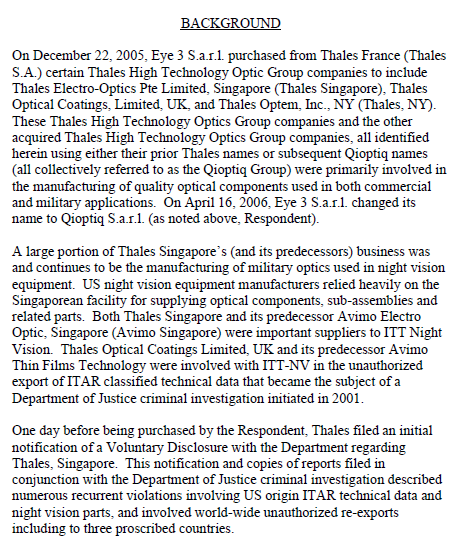 BACKGROUND
On December 22, 2005, Eye 3 S.a.r.l. purchased from Thales France (Thales
S.A.) certain Thales High Technology Optic Group companies to include
Thales Electro-Optics Pte Limited, Singapore (Thales Singapore), Thales
Optical Coatings, Limited, UK, and Thales Optem, Inc., NY (Thales, NY).
These Thales High Technology Optics Group companies and the other
acquired Thales High Technology Optics Group companies, all identified
herein using either their prior Thales names or subsequent Qioptiq names
(all collectively referred to as the Qioptiq Group) were primarily involved in
the manufacturing of quality optical components used in both commercial
and military applications.  On April 16, 2006, Eye 3 S.a.r.l. changed its
name to Qioptiq S.a.r.l. (as noted above, Respondent).
A large portion of Thales Singapore's (and its predecessors) business was
and continues to be the manufacturing of military optics used in night vision
equipment.  US night vision equipment manufacturers relied heavily on the
Singaporean facility for supplying optical components, sub-assemblies and
related parts.  Both Thales Singapore and its predecessor Avimo Electro
Optic, Singapore (Avimo Singapore) were important suppliers to ITT Night
Vision.  Thales Optical Coatings Limited, UK and its predecessor Avimo
Thin Films Technology were involved with ITT-NV in the unauthorized
export of ITAR classified technical data that became the subject of a
Department of Justice criminal investigation initiated in 2001.
One day before being purchased by the Respondent, Thales filed an initial
notification of a Voluntary Disclosure with the Department regarding
Thales, Singapore.  This notification and copies of reports filed in
conjunction with the Department of Justice criminal investigation described
numerous recurrent violations involving US origin ITAR technical data and
night vision parts, and involved world-wide unauthorized re-exports
including to three proscribed countries.